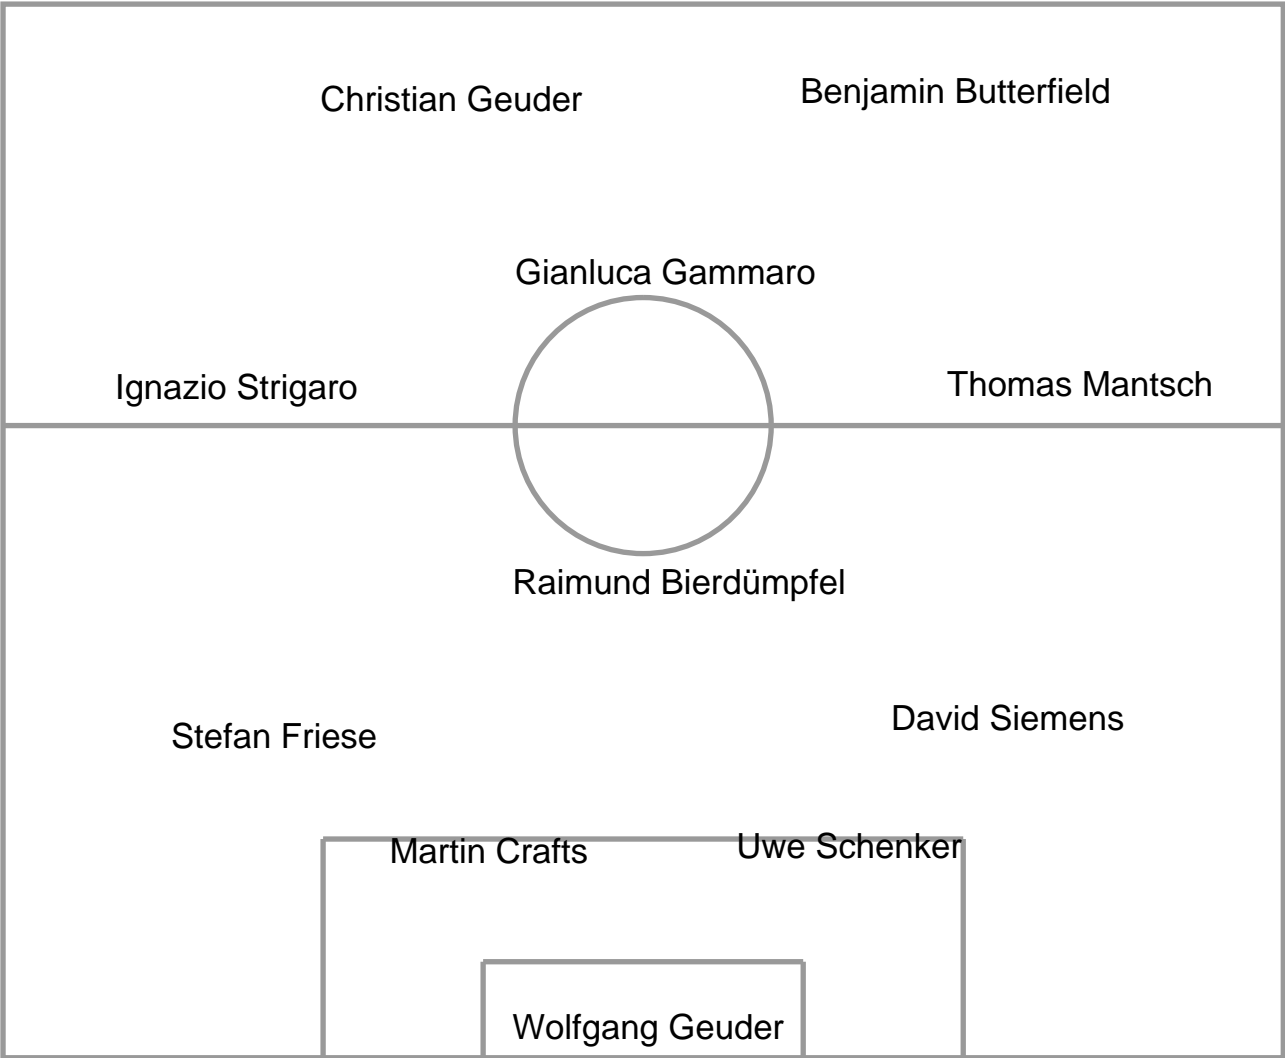 Christian Geuder
Benjamin Butterfield
Gianluca Gammaro
Ignazio Strigaro
Thomas Mantsch
Raimund Bierdümpfel
Stefan Friese
David Siemens
Martin Crafts
Uwe Schenker
Wolfgang Geuder